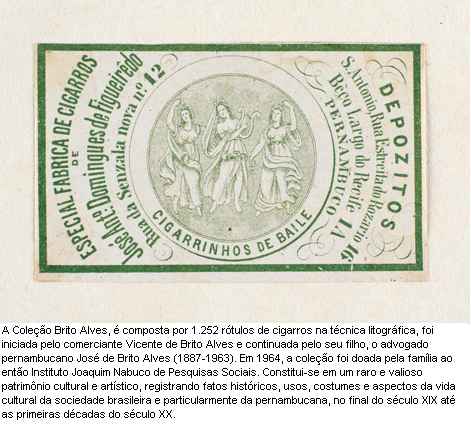 ESPECIAL FABRICA DE CIGARROS
DE
José Antº Domingues de Figueirêdo
Rua da Senzala nova nº. 12
CIGARRINHOS DE BAILE
DEPOZITOS
S. Antonio, Rua Estreita do Rozario 16
Bêco Largo do Recife 1A
PERNAMBUCO
A Coleção Brito Alves, é composta por 1.252 rótulos de cigarros na técnica litográfica, foi
iniciada pelo comerciante Vicente de Brito Alves e continuada pelo seu filho, o advogado
pernambucano José de Brito Alves (1887-1963). Em 1964, a coleção foi doada pela família ao
então Instituto Joaquim Nabuco de Pesquisas Sociais. Constitui-se em um raro e valioso
patrimônio cultural e artístico, registrando fatos históricos, usos, costumes e aspectos da vida
cultural da sociedade brasileira e particularmente da pernambucana, no final do século XIX até
as primeiras décadas do século XX.